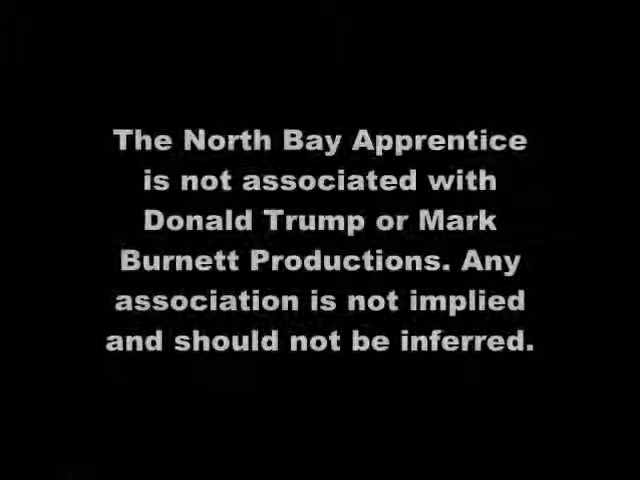 The North Bay Apprentice
is not associated with
Donald Trump or Mark
Burnett Productions. Any
association is not implied
and should not be inferred.